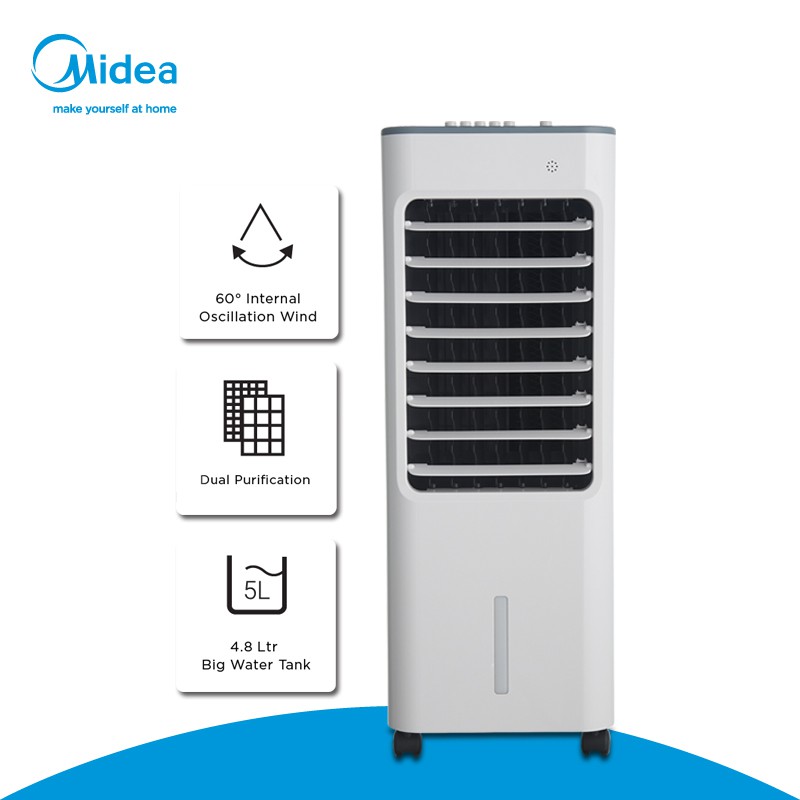 Midea
make yourself at home
60° Internal
Oscillation Wind
Dual Purification
5L
4.8 Ltr
Big Water Tank